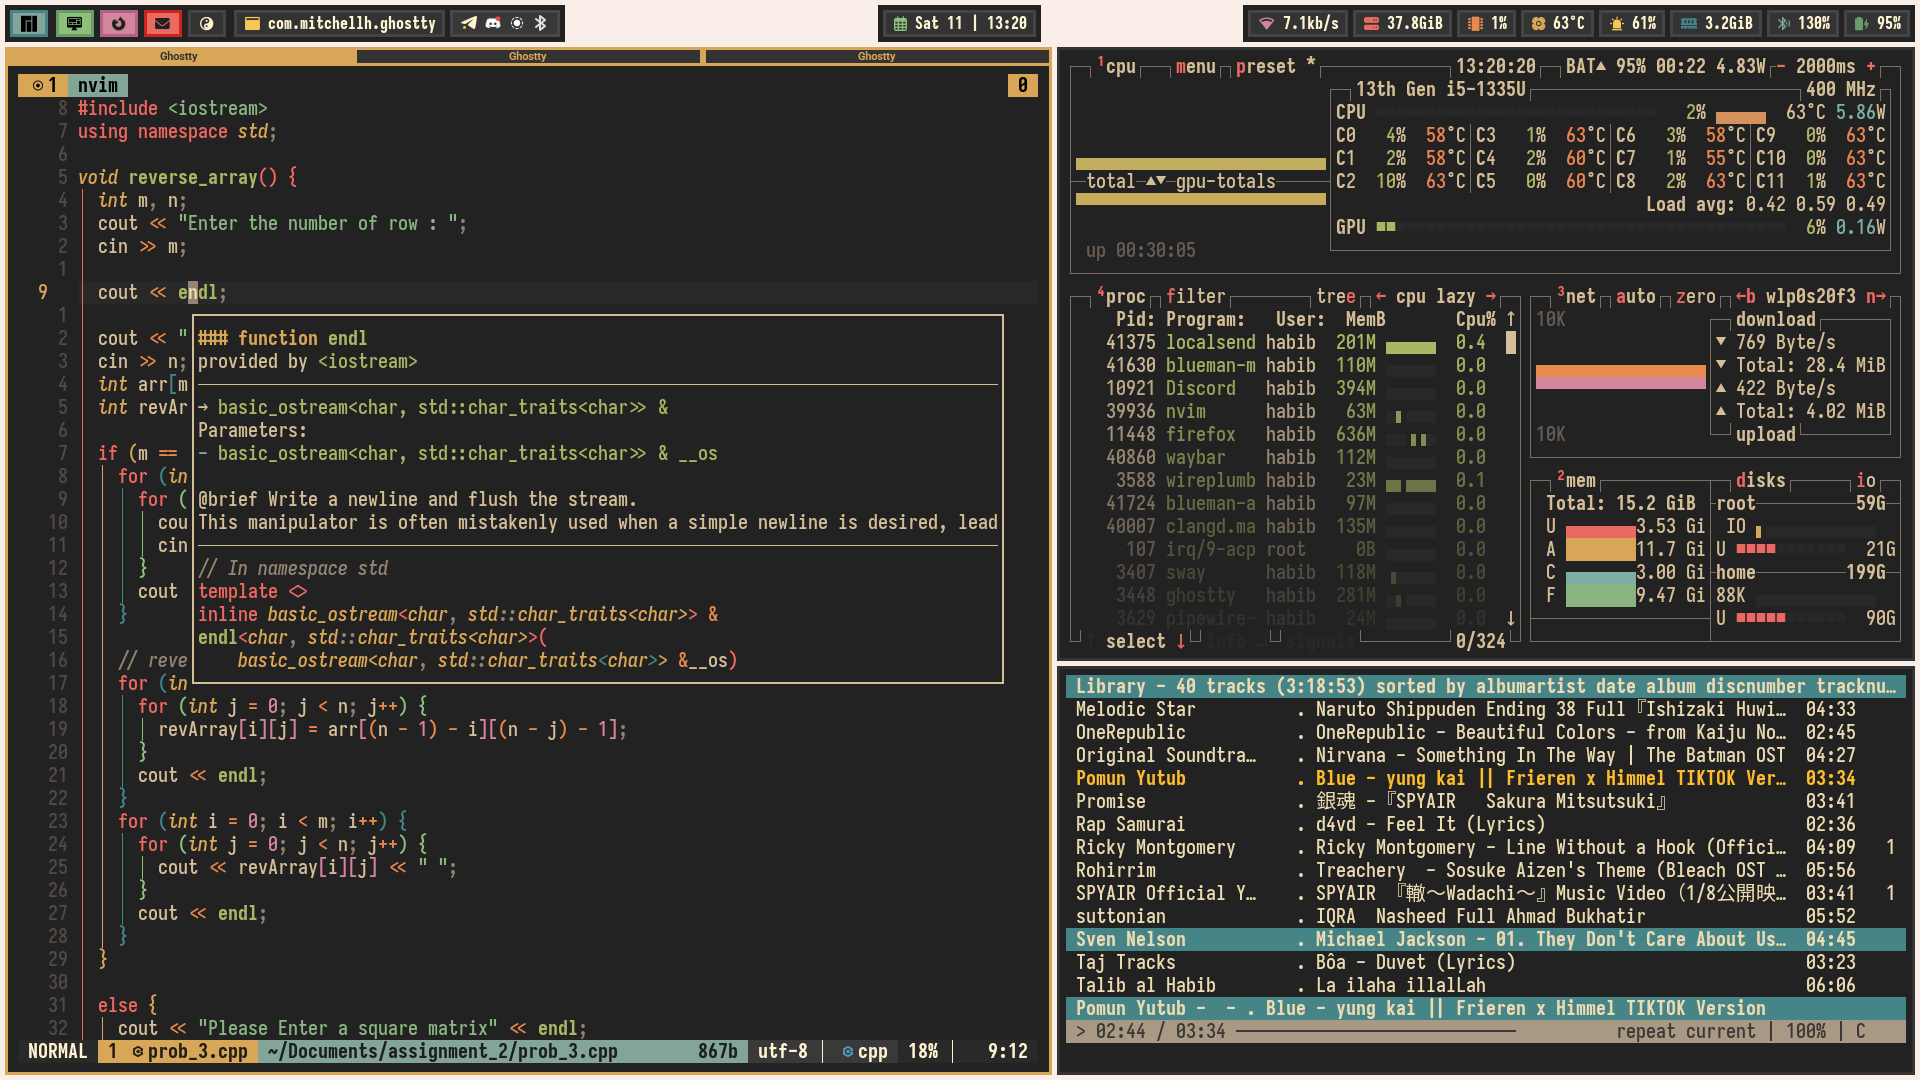 com.mitchellh.ghostty
Sat 11 | 13:20
7.1kb/s
37.8GiB
1%
63°C
61%
3.2GiB
130%
95%
Ghostty
Ghostty
Ghostty
1 nvim 0
8 #include <iostream>
7 using namespace std;
6
5 void reverse_array() {
4 int m, n;
3 cout << "Enter the number of row : ";
2 cin >> m;
1
9 cout << endl;
1
2 cout << "
3 cin >> n;
4 int arr[m
5 int revAr
6
7 if (m ==
8 for (in
9 for (
10 cou
11 cin
12 }
13 cout
14 }
15
16 // reve
17 for (in
18 for (int j = 0; j < n; j++) {
19 revArray[i][j] = arr[(n - 1) - i][(n - j) - 1];
20 }
21 cout << endl;
22 }
23 for (int i = 0; i < m; i++) {
24 for (int j = 0; j < n; j++) {
25 cout << revArray[i][j] << " ";
26 }
27 cout << endl;
28 }
29 }
30
31 else {
32 cout << "Please Enter a square matrix" << endl;
### function endl
provided by <iostream>
→ basic_ostream<char, std::char_traits<char>> &
Parameters:
- basic_ostream<char, std::char_traits<char>> & __os
@brief Write a newline and flush the stream.
This manipulator is often mistakenly used when a simple newline is desired, lead
// In namespace std
template <>
inline basic_ostream<char, std::char_traits<char>> &
endl<char, std::char_traits<char>>(
basic_ostream<char, std::char_traits<char>> &__os)
NORMAL 1 prob_3.cpp ~/Documents/assignment_2/prob_3.cpp 867b utf-8 cpp 18% 9:12
1cpu menu preset * 13:20:20 BAT▲ 95% 00:22 4.83W - 2000ms +
13th Gen i5-1335U 400 MHz
CPU 2% 63°C 5.86W
C0 4% 58°C C3 1% 63°C C6 3% 58°C C9 0% 63°C
C1 2% 58°C C4 2% 60°C C7 1% 55°C C10 0% 63°C
C2 10% 63°C C5 0% 60°C C8 2% 63°C C11 1% 63°C
total ▲▼ gpu-totals
Load avg: 0.42 0.59 0.49
GPU 6% 0.16W
up 00:30:05
4proc filter tree ← cpu lazy →
Pid: Program: User: MemB Cpu% ↑
41375 localsend habib 201M 0.4
41630 blueman-m habib 110M 0.0
10921 Discord habib 394M 0.0
39936 nvim habib 63M 0.0
11448 firefox habib 636M 0.0
40860 waybar habib 112M 0.0
3588 wireplumb habib 23M 0.1
41724 blueman-a habib 97M 0.0
40007 clangd.ma habib 135M 0.0
107 irq/9-acp root 0B 0.0
3407 sway habib 118M 0.0
3448 ghostty habib 281M 0.0
3629 pipewire- habib 24M 0.0 ↓
↑ select ↓ info ↵ signals 0/324
3net auto zero ←b wlp0s20f3 n→
10K
download
▼ 769 Byte/s
▼ Total: 28.4 MiB
▲ 422 Byte/s
▲ Total: 4.02 MiB
10K
upload
2mem
Total: 15.2 GiB
U 3.53 Gi
A 11.7 Gi
C 3.00 Gi
F 9.47 Gi
disks io
root 59G
IO
U 21G
home 199G
88K
U 90G
Library - 40 tracks (3:18:53) sorted by albumartist date album discnumber tracknu…
Melodic Star . Naruto Shippuden Ending 38 Full『Ishizaki Huwi… 04:33
OneRepublic . OneRepublic - Beautiful Colors - from Kaiju No… 02:45
Original Soundtra… . Nirvana - Something In The Way | The Batman OST 04:27
Pomun Yutub . Blue - yung kai || Frieren x Himmel TIKTOK Ver… 03:34
Promise . 銀魂 -『SPYAIR Sakura Mitsutsuki』 03:41
Rap Samurai . d4vd - Feel It (Lyrics) 02:36
Ricky Montgomery . Ricky Montgomery - Line Without a Hook (Offici… 04:09 1
Rohirrim . Treachery - Sosuke Aizen's Theme (Bleach OST … 05:56
SPYAIR Official Y… . SPYAIR 『轍～Wadachi～』Music Video（1/8公開映… 03:41 1
suttonian . IQRA Nasheed Full Ahmad Bukhatir 05:52
Sven Nelson . Michael Jackson - 01. They Don't Care About Us… 04:45
Taj Tracks . Bôa - Duvet (Lyrics) 03:23
Talib al Habib . La ilaha illalLah 06:06
Pomun Yutub - - . Blue - yung kai || Frieren x Himmel TIKTOK Version
> 02:44 / 03:34 repeat current | 100% | C